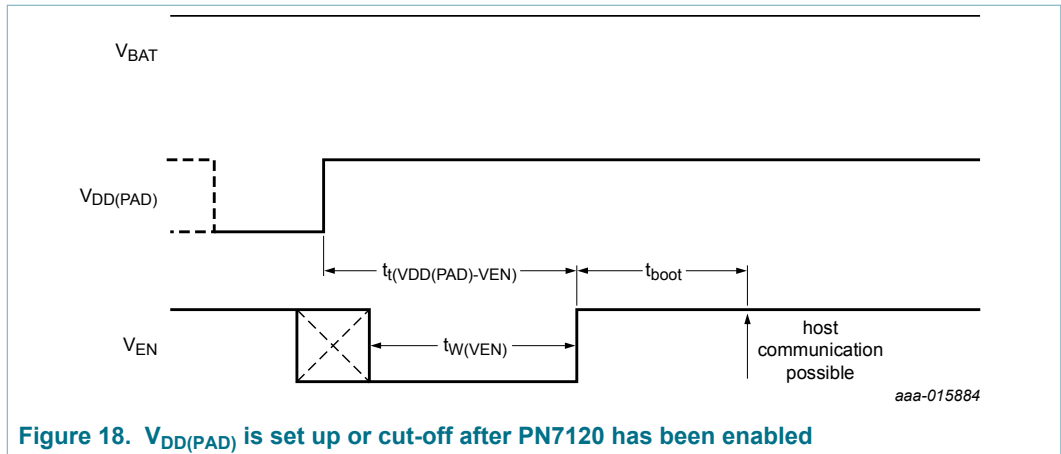 VBAT
VDD(PAD)
tt(VDD(PAD)-VEN)
tboot
VEN
tW(VEN)
host
communication
possible
aaa-015884
Figure 18. VDD(PAD) is set up or cut-off after PN7120 has been enabled